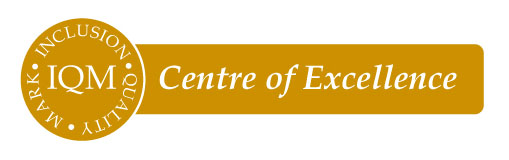 INCLUSION • QUALITY • MARK •
IQM
Centre of Excellence